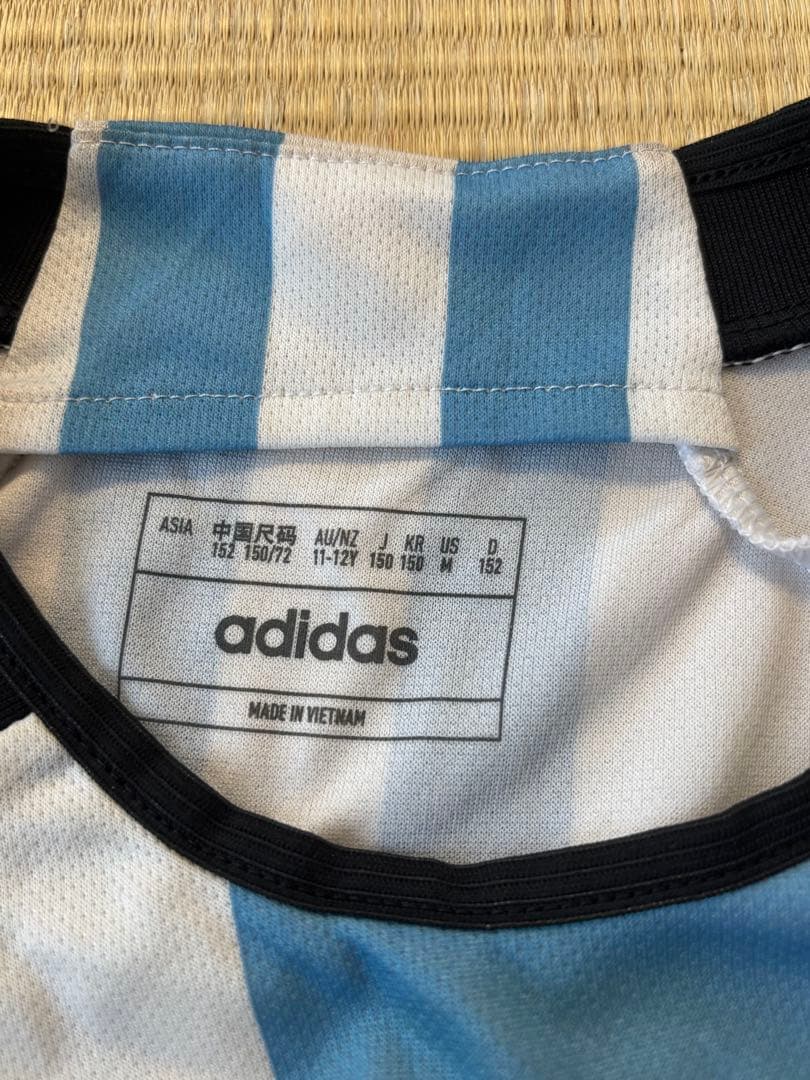 ASIA 中国尺码 AU/NZ J KR US D
152 150/72 11-12Y 150 150 M 152
adidas
MADE IN VIETNAM